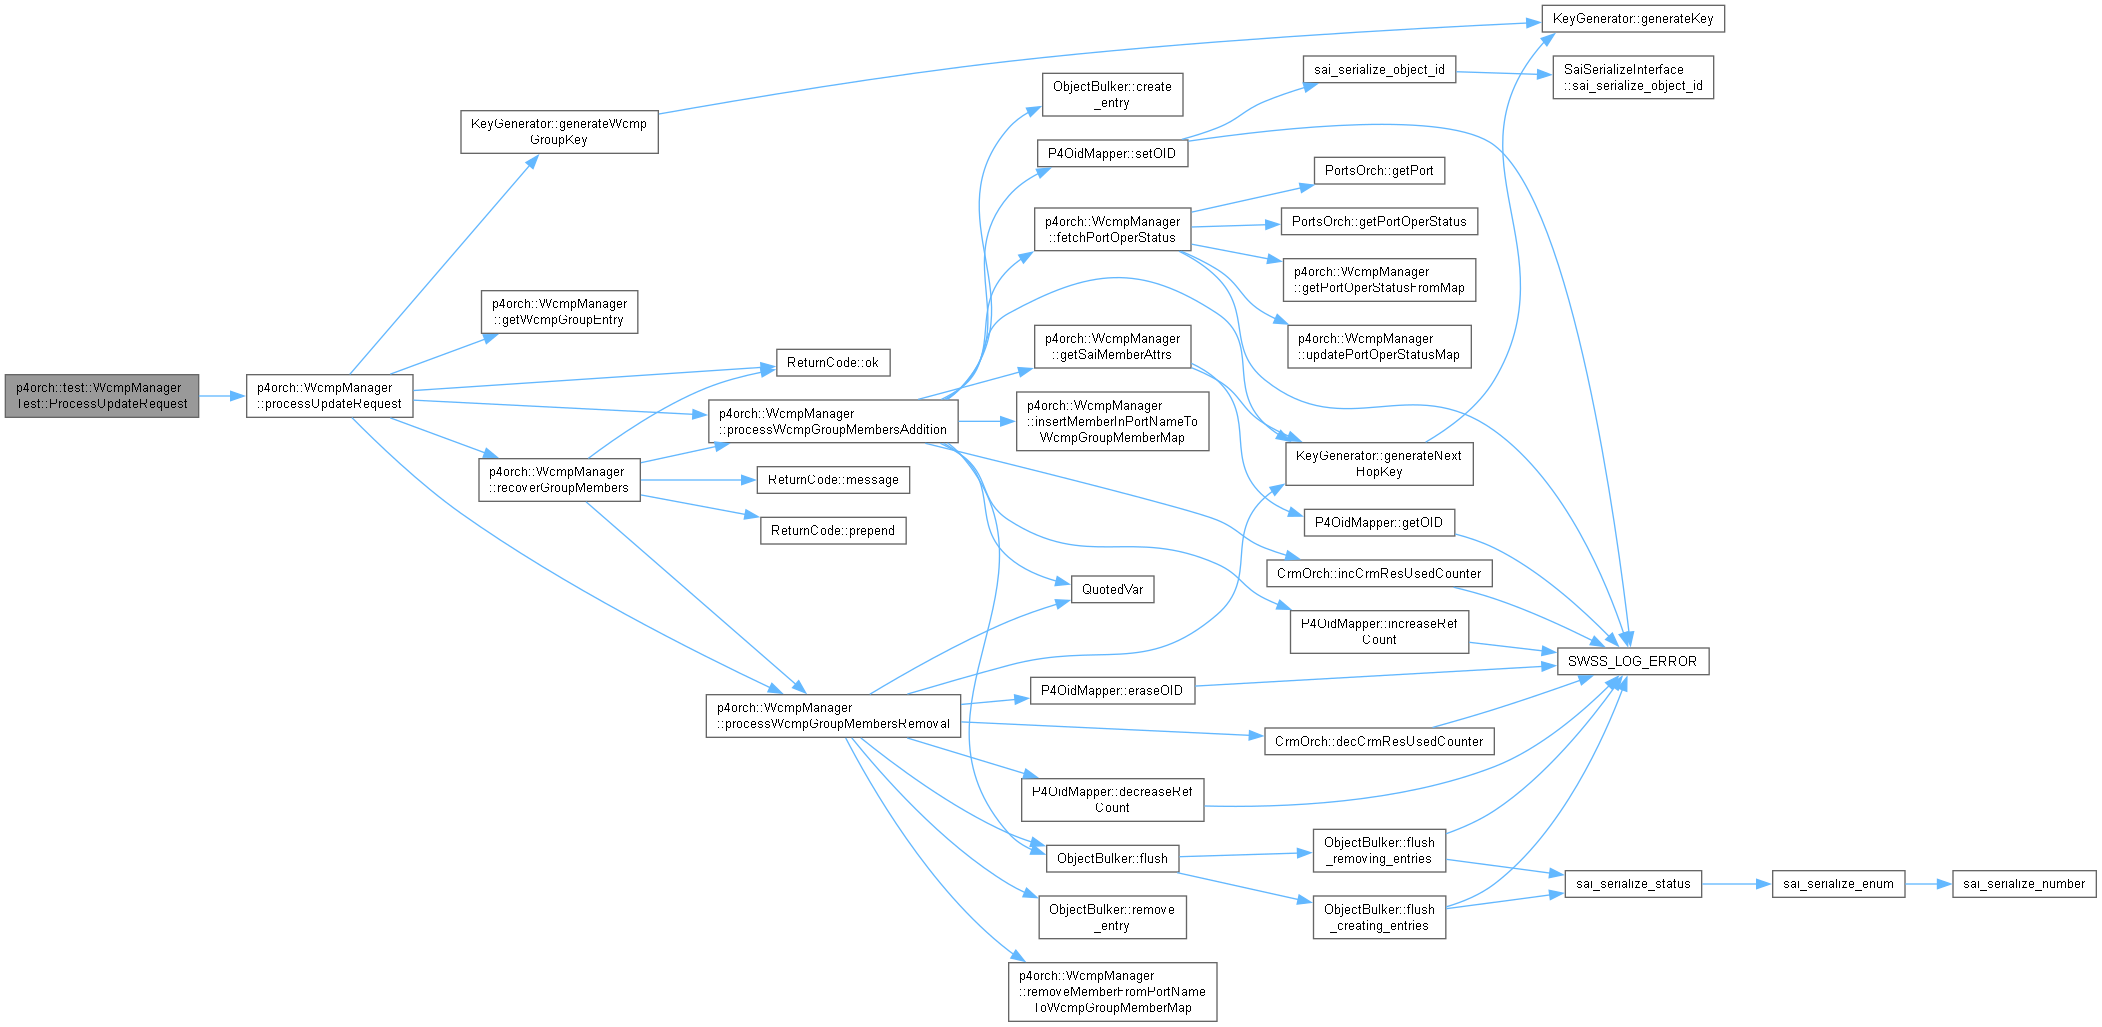 p4orch::test::WcmpManager
Test::ProcessUpdateRequest
p4orch::WcmpManager
::processUpdateRequest
KeyGenerator::generateWcmp
GroupKey
p4orch::WcmpManager
::getWcmpGroupEntry
ReturnCode::ok
p4orch::WcmpManager
::recoverGroupMembers
p4orch::WcmpManager
::processWcmpGroupMembersAddition
ReturnCode::message
ReturnCode::prepend
p4orch::WcmpManager
::processWcmpGroupMembersRemoval
ObjectBulker::create
_entry
P4OidMapper::setOID
p4orch::WcmpManager
::fetchPortOperStatus
p4orch::WcmpManager
::getSaiMemberAttrs
p4orch::WcmpManager
::insertMemberInPortNameTo
WcmpGroupMemberMap
QuotedVar
P4OidMapper::eraseOID
P4OidMapper::decreaseRef
Count
ObjectBulker::flush
ObjectBulker::remove
_entry
p4orch::WcmpManager
::removeMemberFromPortName
ToWcmpGroupMemberMap
sai_serialize_object_id
PortsOrch::getPort
PortsOrch::getPortOperStatus
p4orch::WcmpManager
::getPortOperStatusFromMap
p4orch::WcmpManager
::updatePortOperStatusMap
KeyGenerator::generateNext
HopKey
P4OidMapper::getOID
CrmOrch::incCrmResUsedCounter
P4OidMapper::increaseRef
Count
CrmOrch::decCrmResUsedCounter
ObjectBulker::flush
_removing_entries
ObjectBulker::flush
_creating_entries
KeyGenerator::generateKey
SaiSerializeInterface
::sai_serialize_object_id
SWSS_LOG_ERROR
sai_serialize_status
sai_serialize_enum
sai_serialize_number